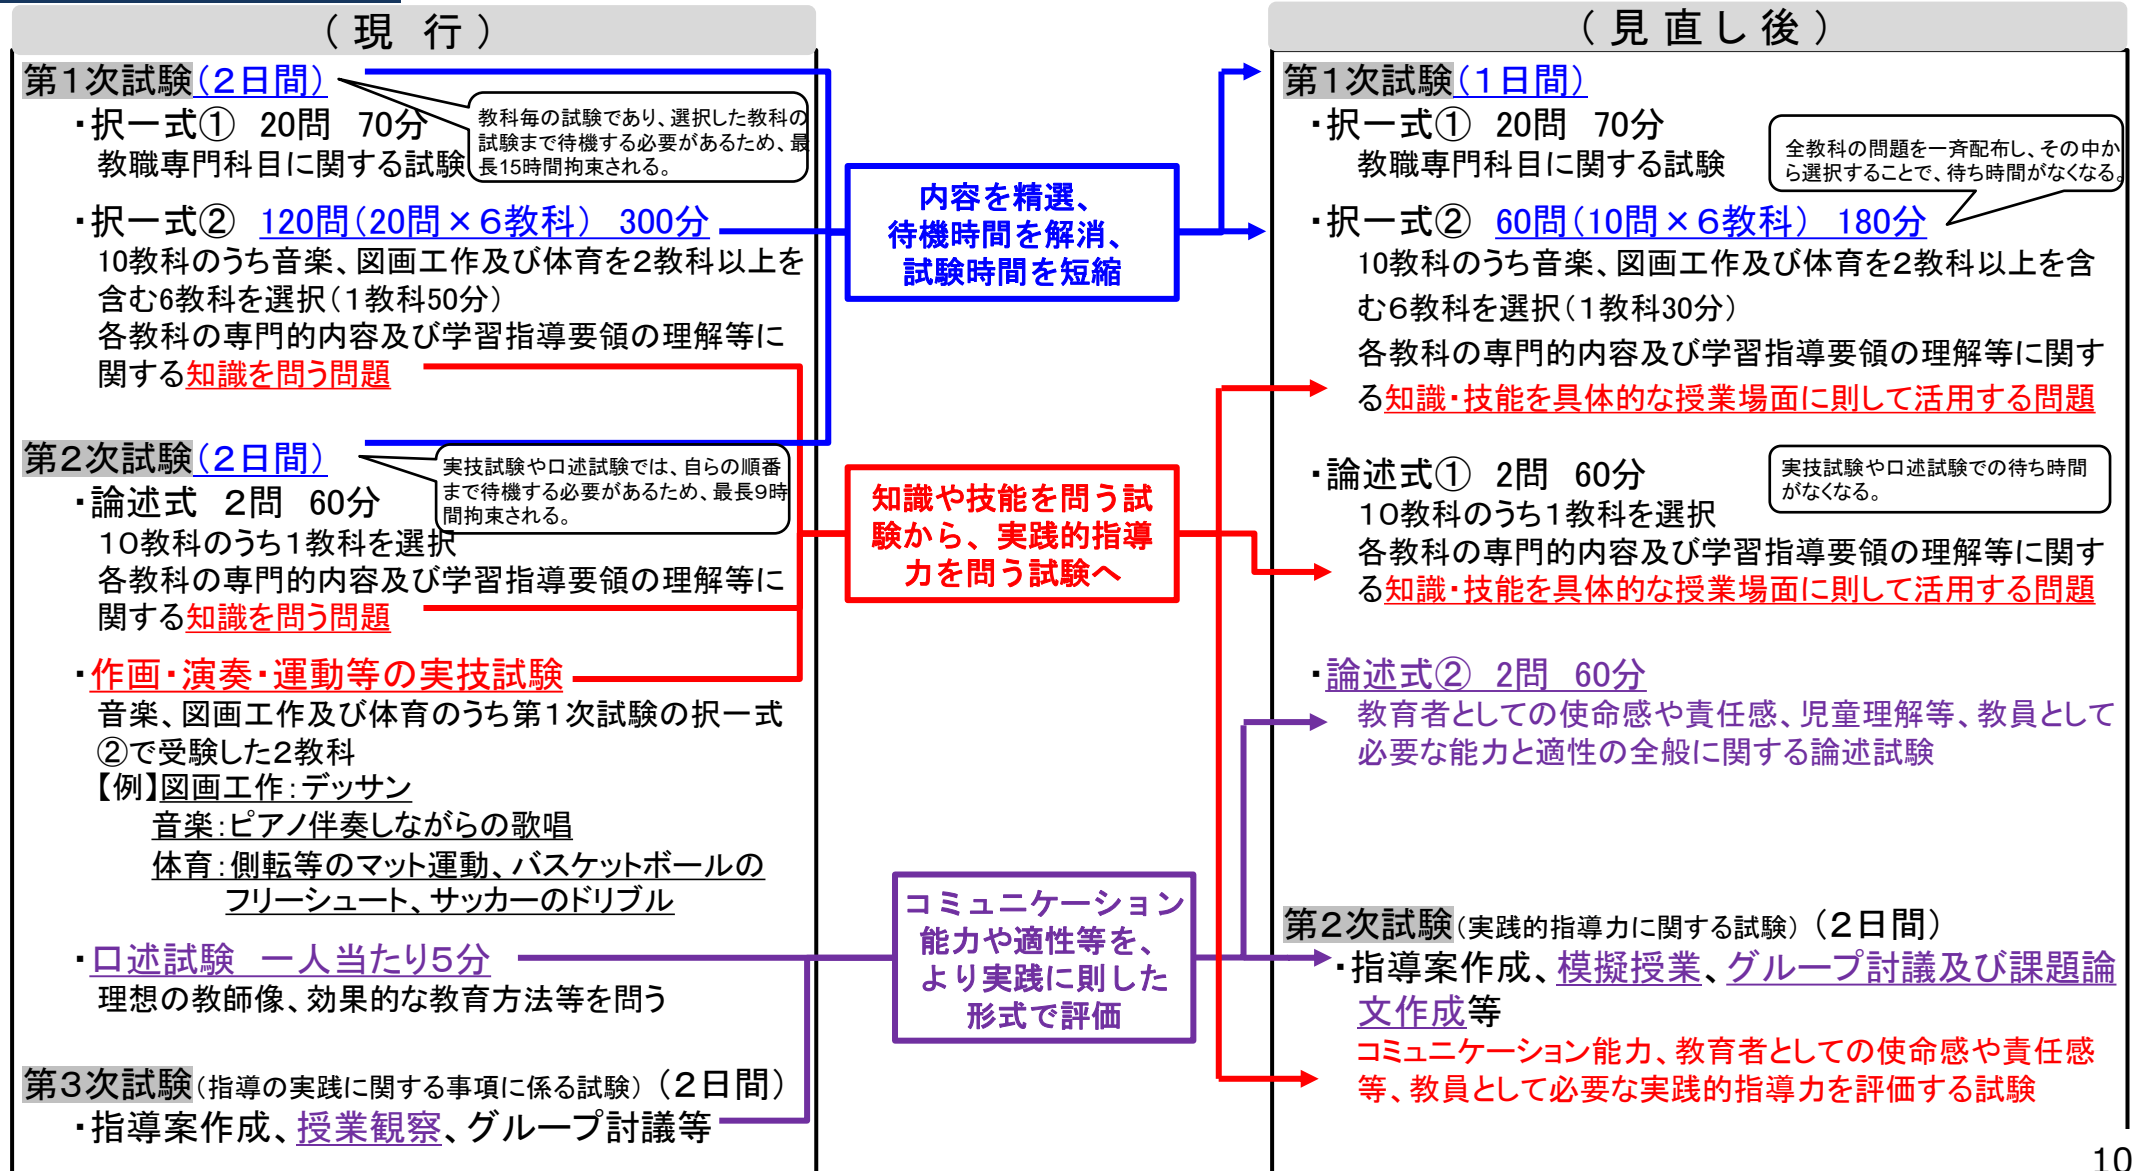 （ 現　行 ）
第１次試験（２日間）
教科毎の試験であり、選択した教科の
試験まで待機する必要があるため、最
長15時間拘束される。
・択一式①　20問　70分
教職専門科目に関する試験
・択一式②　120問（20問×６教科）　300分
10教科のうち音楽、図画工作及び体育を２教科以上を
含む6教科を選択（１教科50分）
各教科の専門的内容及び学習指導要領の理解等に
関する知識を問う問題
第２次試験（２日間）
実技試験や口述試験では、自らの順番
まで待機する必要があるため、最長９時
間拘束される。
・論述式　２問　60分
１０教科のうち１教科を選択
各教科の専門的内容及び学習指導要領の理解等に
関する知識を問う問題
・作画・演奏・運動等の実技試験
音楽、図画工作及び体育のうち第１次試験の択一式
②で受験した２教科
【例】図画工作：デッサン
音楽：ピアノ伴奏しながらの歌唱
体育：側転等のマット運動、バスケットボールの
フリーシュート、サッカーのドリブル
・口述試験　一人当たり５分
理想の教師像、効果的な教育方法等を問う
第３次試験（指導の実践に関する事項に係る試験）（２日間）
・指導案作成、授業観察、グループ討議等
内容を精選、
待機時間を解消、
試験時間を短縮
知識や技能を問う試
験から、実践的指導
力を問う試験へ
コミュニケーション
能力や適性等を、
より実践に則した
形式で評価
（ 見 直 し 後 ）
第１次試験（１日間）
・択一式①　20問　70分
教職専門科目に関する試験
全教科の問題を一斉配布し、その中か
ら選択することで、待ち時間がなくなる。
・択一式②　60問（10問×６教科）　180分
10教科のうち音楽、図画工作及び体育を２教科以上を含
む６教科を選択（１教科30分）
各教科の専門的内容及び学習指導要領の理解等に関す
る知識・技能を具体的な授業場面に則して活用する問題
・論述式①　2問　60分
実技試験や口述試験での待ち時間
がなくなる。
１０教科のうち１教科を選択
各教科の専門的内容及び学習指導要領の理解等に関す
る知識・技能を具体的な授業場面に則して活用する問題
・論述式②　2問　60分
教育者としての使命感や責任感、児童理解等、教員として
必要な能力と適性の全般に関する論述試験
第２次試験（実践的指導力に関する試験）（２日間）
・指導案作成、模擬授業、グループ討議及び課題論
文作成等
コミュニケーション能力、教育者としての使命感や責任感
等、教員として必要な実践的指導力を評価する試験
10